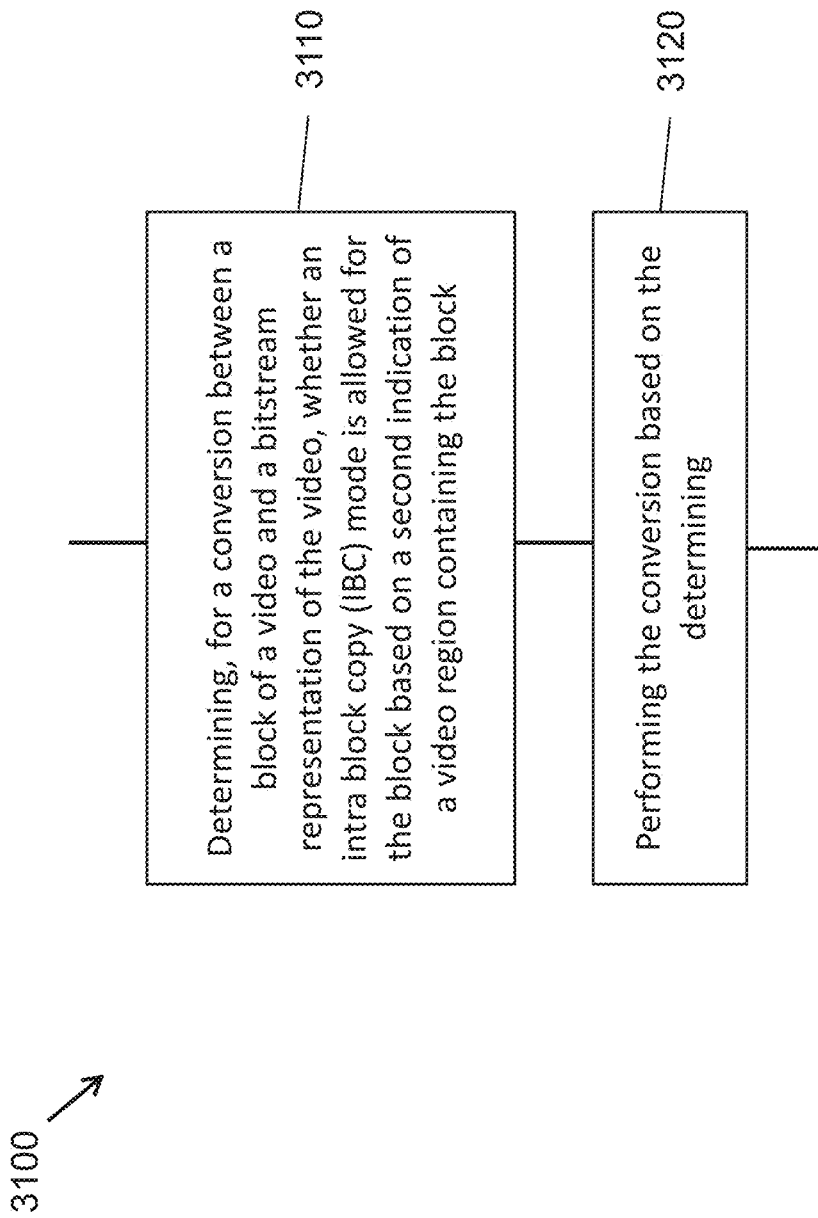 3100
Determining, for a conversion between a
block of a video and a bitstream
representation of the video, whether an
intra block copy (IBC) mode is allowed for
the block based on a second indication of
a video region containing the block
3110
Performing the conversion based on the
determining
3120